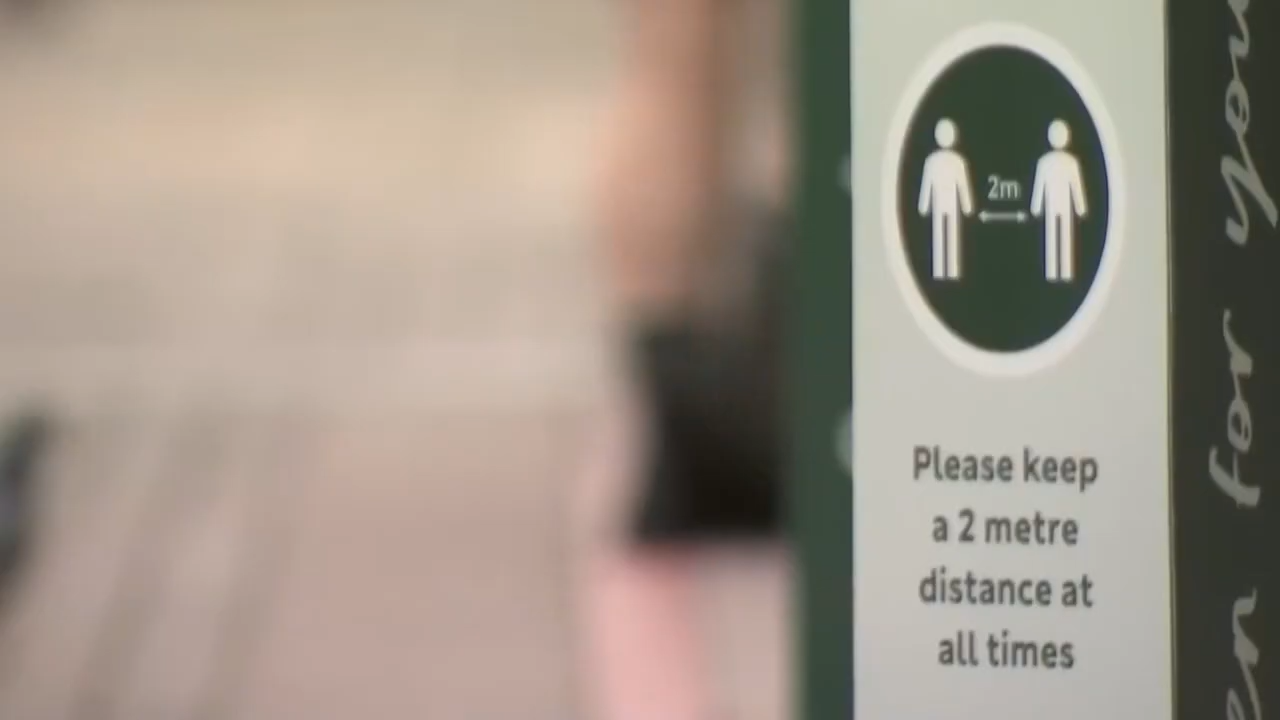 2m
Please keep
a 2 metre
distance at
all times
for you